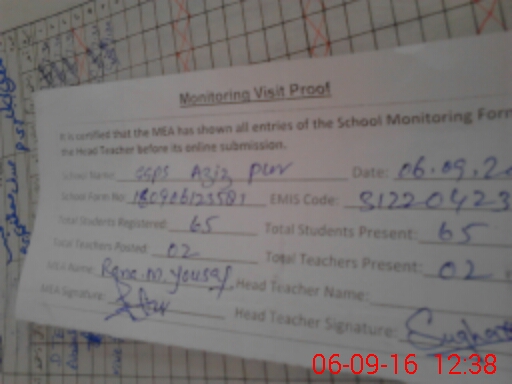 Monitoring Visit Proof
It is certified that the MEA has shown all entries of the School Monitoring Form
the Head Teacher before its online submission.
School Name: GGPS Aziz Pur Date: 06.09.20
School Form No: EMIS Code: 31220423
Total Students Registered: 65 Total Students Present: 65
Total Teachers Posted: 02 Total Teachers Present: 02
MEA Name: Rana M. Yousaf Head Teacher Name:
MEA Signature: Head Teacher Signature:
06-09-16 12:38